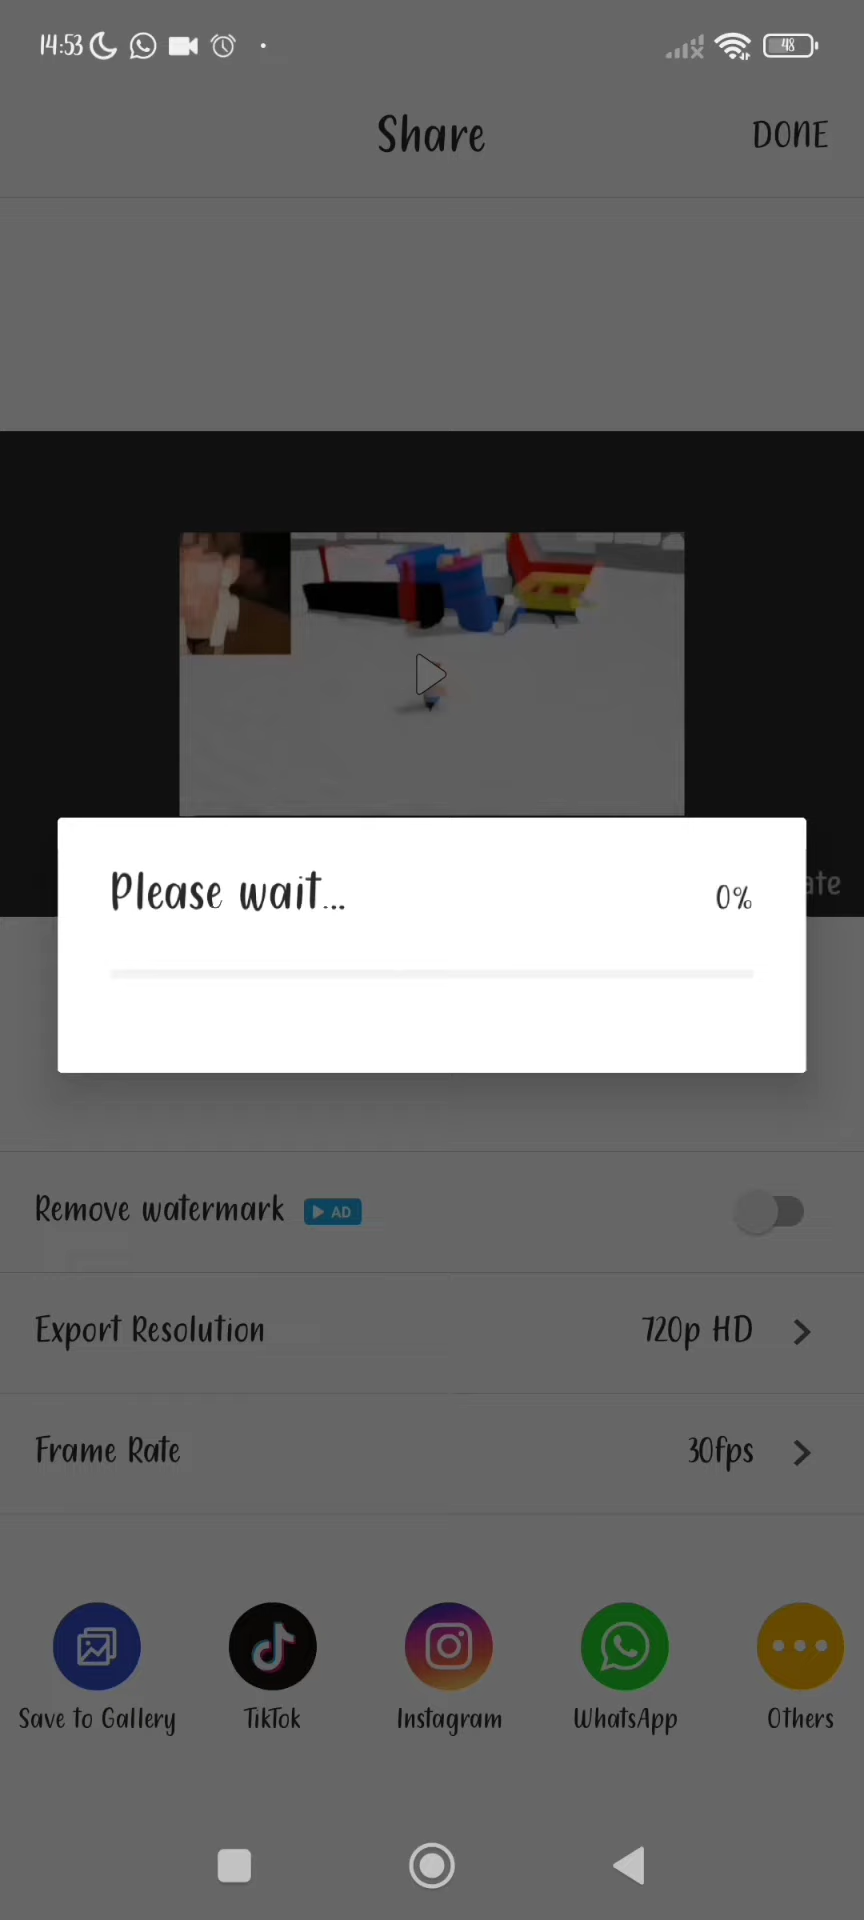 14:53
48
Share
DONE
Please wait...
0%
ate
Remove watermark
AD
Export Resolution
720p HD
Frame Rate
30fps
Save to Gallery
TikTok
Instagram
WhatsApp
Others